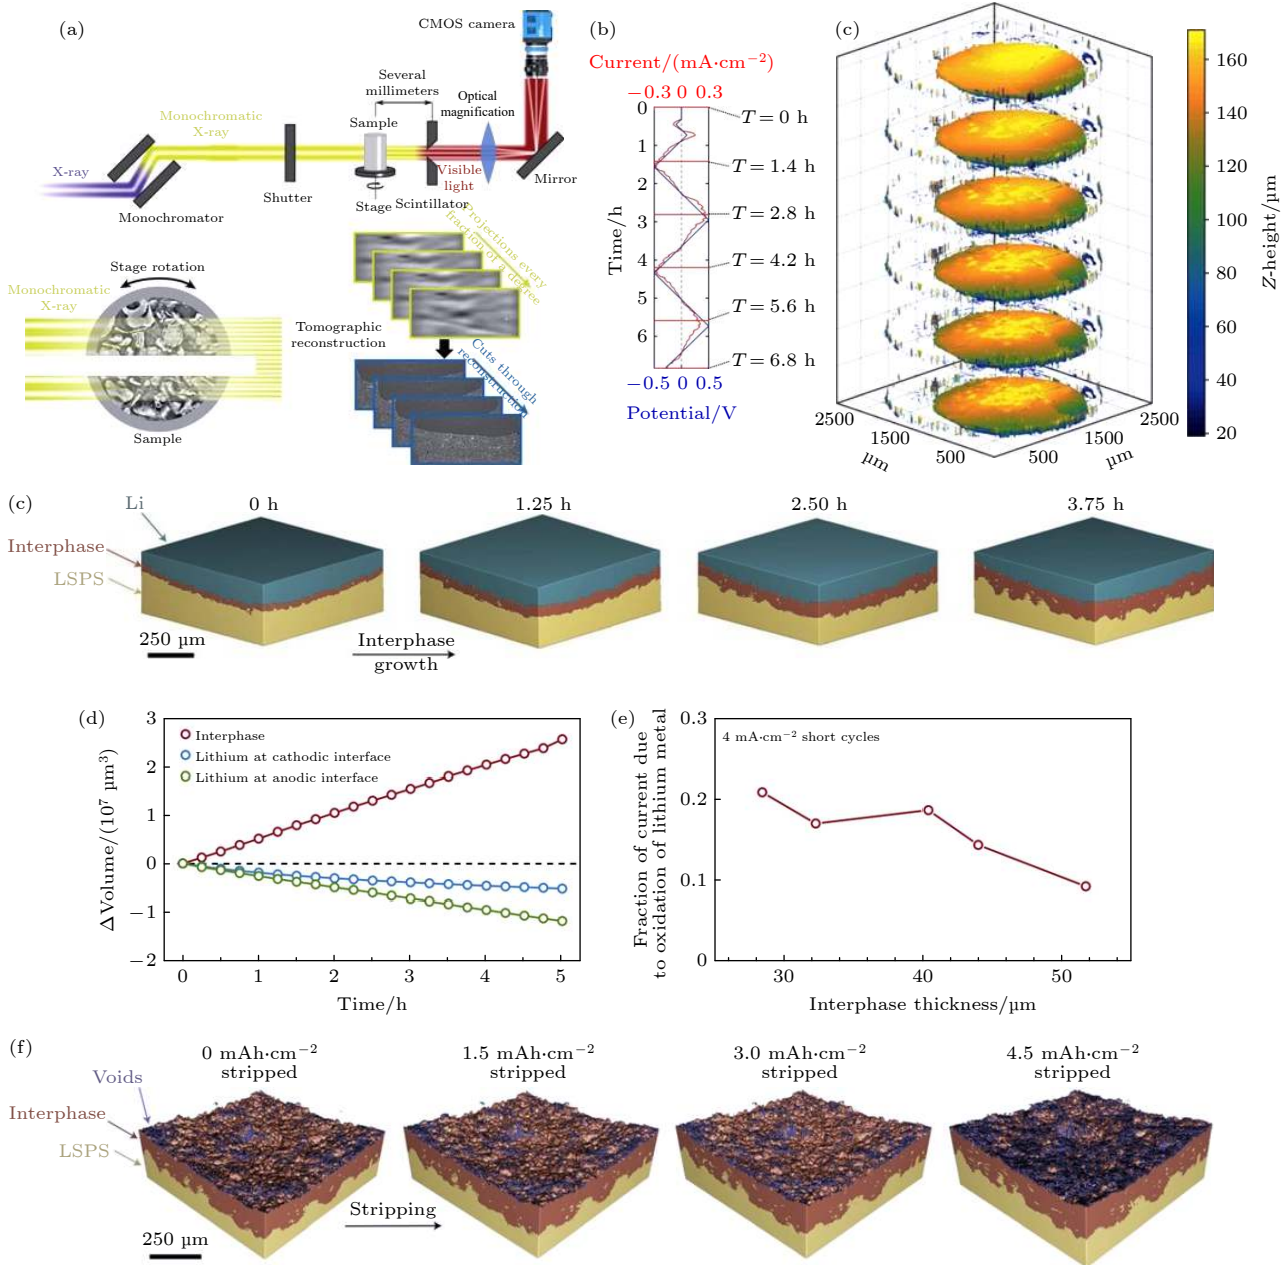 (a)
CMOS camera
Several
millimeters
Optical
magnification
Monochromatic
X-ray
Sample
X-ray
Visible
light
Mirror
Shutter
Monochromator
Stage
Scintillator
Stage rotation
Monochromatic
X-ray
Sample
Projections every
fraction of a degree
Tomographic
reconstruction
Cuts through
reconstruction
(b)
Current/(mA·cm−2)
−0.3 0 0.3
0
1
2
3
4
5
6
Time/h
T = 0 h
T = 1.4 h
T = 2.8 h
T = 4.2 h
T = 5.6 h
T = 6.8 h
−0.5 0 0.5
Potential/V
(c)
2500
1500
500
µm
500
1500
2500
µm
160
140
120
100
80
60
40
20
Z-height/µm
(c)
0 h
1.25 h
2.50 h
3.75 h
Li
Interphase
LSPS
250 µm
Interphase
growth
(d)
3
2
1
0
−1
−2
ΔVolume/(10⁷ µm³)
Interphase
Lithium at cathodic interface
Lithium at anodic interface
0 1 2 3 4 5
Time/h
(e)
0.3
0.2
0.1
0
Fraction of current due
to oxidation of lithium metal
4 mA·cm−2 short cycles
30 40 50
Interphase thickness/µm
(f)
0 mAh·cm−2
stripped
1.5 mAh·cm−2
stripped
3.0 mAh·cm−2
stripped
4.5 mAh·cm−2
stripped
Voids
Interphase
LSPS
Stripping
250 µm